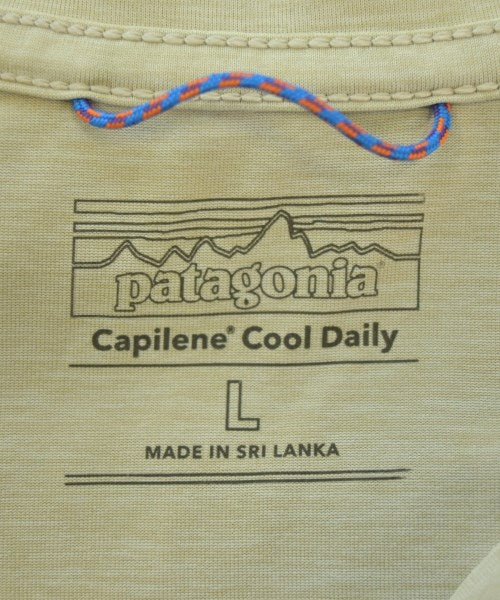 patagonia®
Capilene® Cool Daily
L
MADE IN SRI LANKA